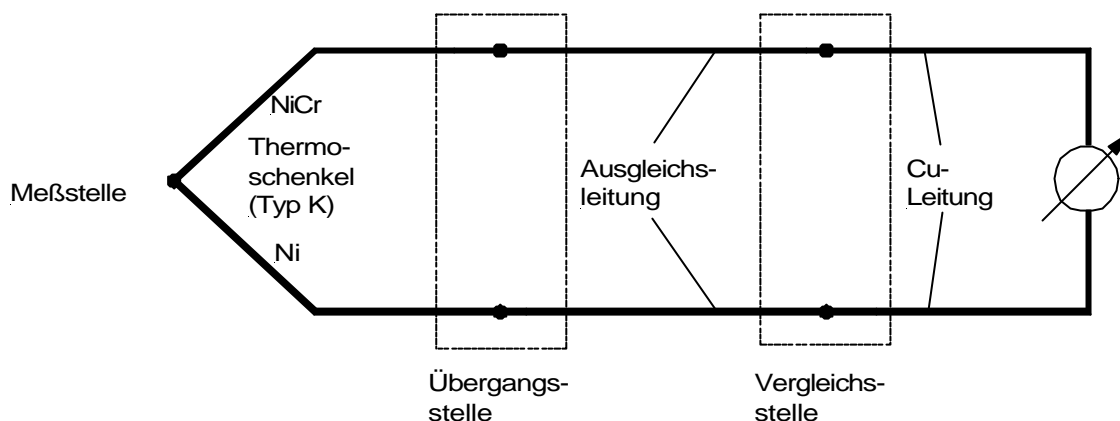 NiCr
Thermo-
schenkel
(Typ K)
Meßstelle
Ni
Ausgleichs-
leitung
Cu-
Leitung
Übergangs-
stelle
Vergleichs-
stelle